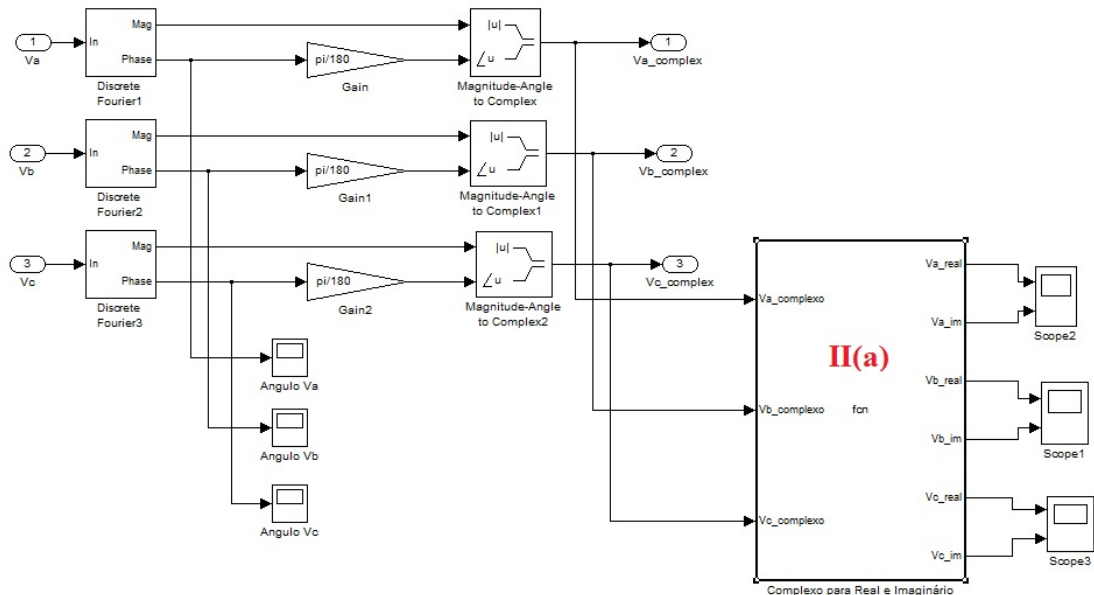 1
Va
In
Mag
Phase
Discrete
Fourier1
pi/180
Gain
|u|
∠u
Magnitude-Angle
to Complex
1
Va_complex
2
Vb
In
Mag
Phase
Discrete
Fourier2
pi/180
Gain1
|u|
∠u
Magnitude-Angle
to Complex1
2
Vb_complex
3
Vc
In
Mag
Phase
Discrete
Fourier3
pi/180
Gain2
|u|
∠u
Magnitude-Angle
to Complex2
3
Vc_complex
Angulo Va
Angulo Vb
Angulo Vc
Va_complexo
Vb_complexo
Vc_complexo
II(a)
fcn
Va_real
Va_im
Vb_real
Vb_im
Vc_real
Vc_im
Scope2
Scope1
Scope3
Complexo para Real e Imaginário